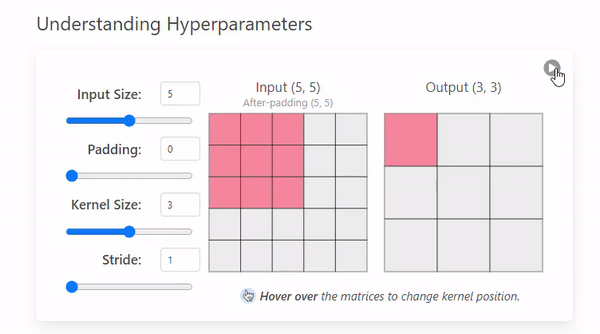 Understanding Hyperparameters
Input Size: 5
Padding: 0
Kernel Size: 3
Stride: 1
Input (5, 5)
After-padding (5, 5)
Output (3, 3)
Hover over the matrices to change kernel position.